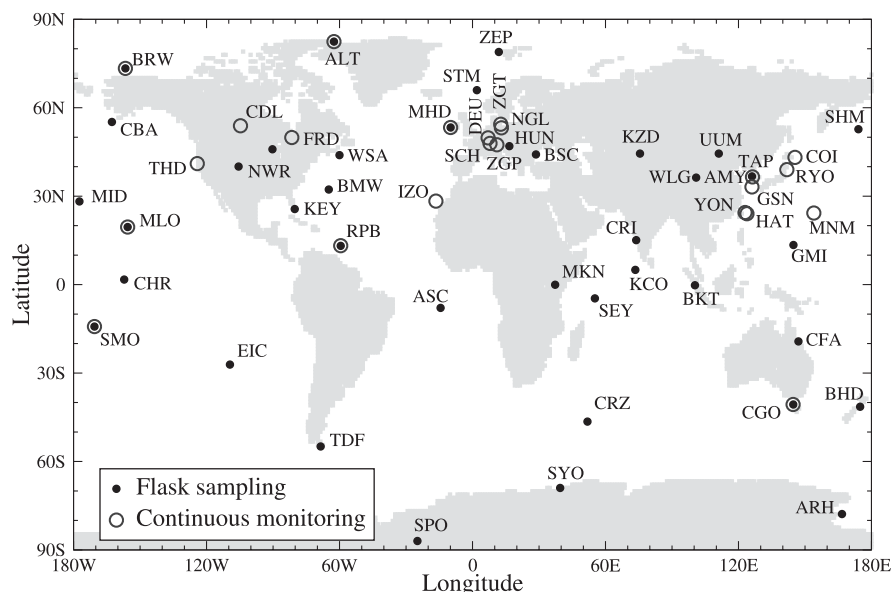 90N
60N
30N
0
30S
60S
90S
Latitude
180W
120W
60W
0
60E
120E
180E
Longitude
ZEP
BRW
ALT
STM
ZGT
CDL
MHD
DEU
NGL
SHM
CBA
FRD
HUN
KZD
UUM
COI
THD
WSA
SCH
ZGP
BSC
TAP
NWR
WLG
AMY
RYO
MID
BMW
IZO
GSN
KEY
YON
HAT
MNM
MLO
RPB
CRI
GMI
CHR
MKN
KCO
BKT
ASC
SEY
SMO
CFA
EIC
BHD
CRZ
CGO
TDF
SYO
ARH
SPO
Flask sampling
Continuous monitoring